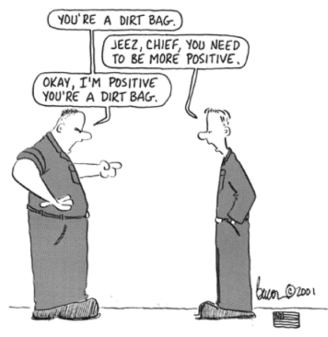 YOU'RE A DIRT BAG.
JEEZ, CHIEF, YOU NEED
TO BE MORE POSITIVE.
OKAY, I'M POSITIVE
YOU'RE A DIRT BAG.
©2001